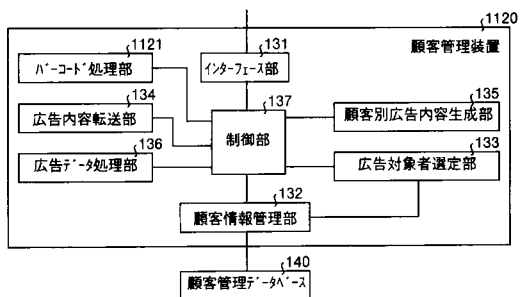 1120
顧客管理装置
1121
バーコード処理部
131
インターフェース部
134
広告内容転送部
137
制御部
135
顧客別広告内容生成部
136
広告データ処理部
133
広告対象者選定部
132
顧客情報管理部
140
顧客管理データベース